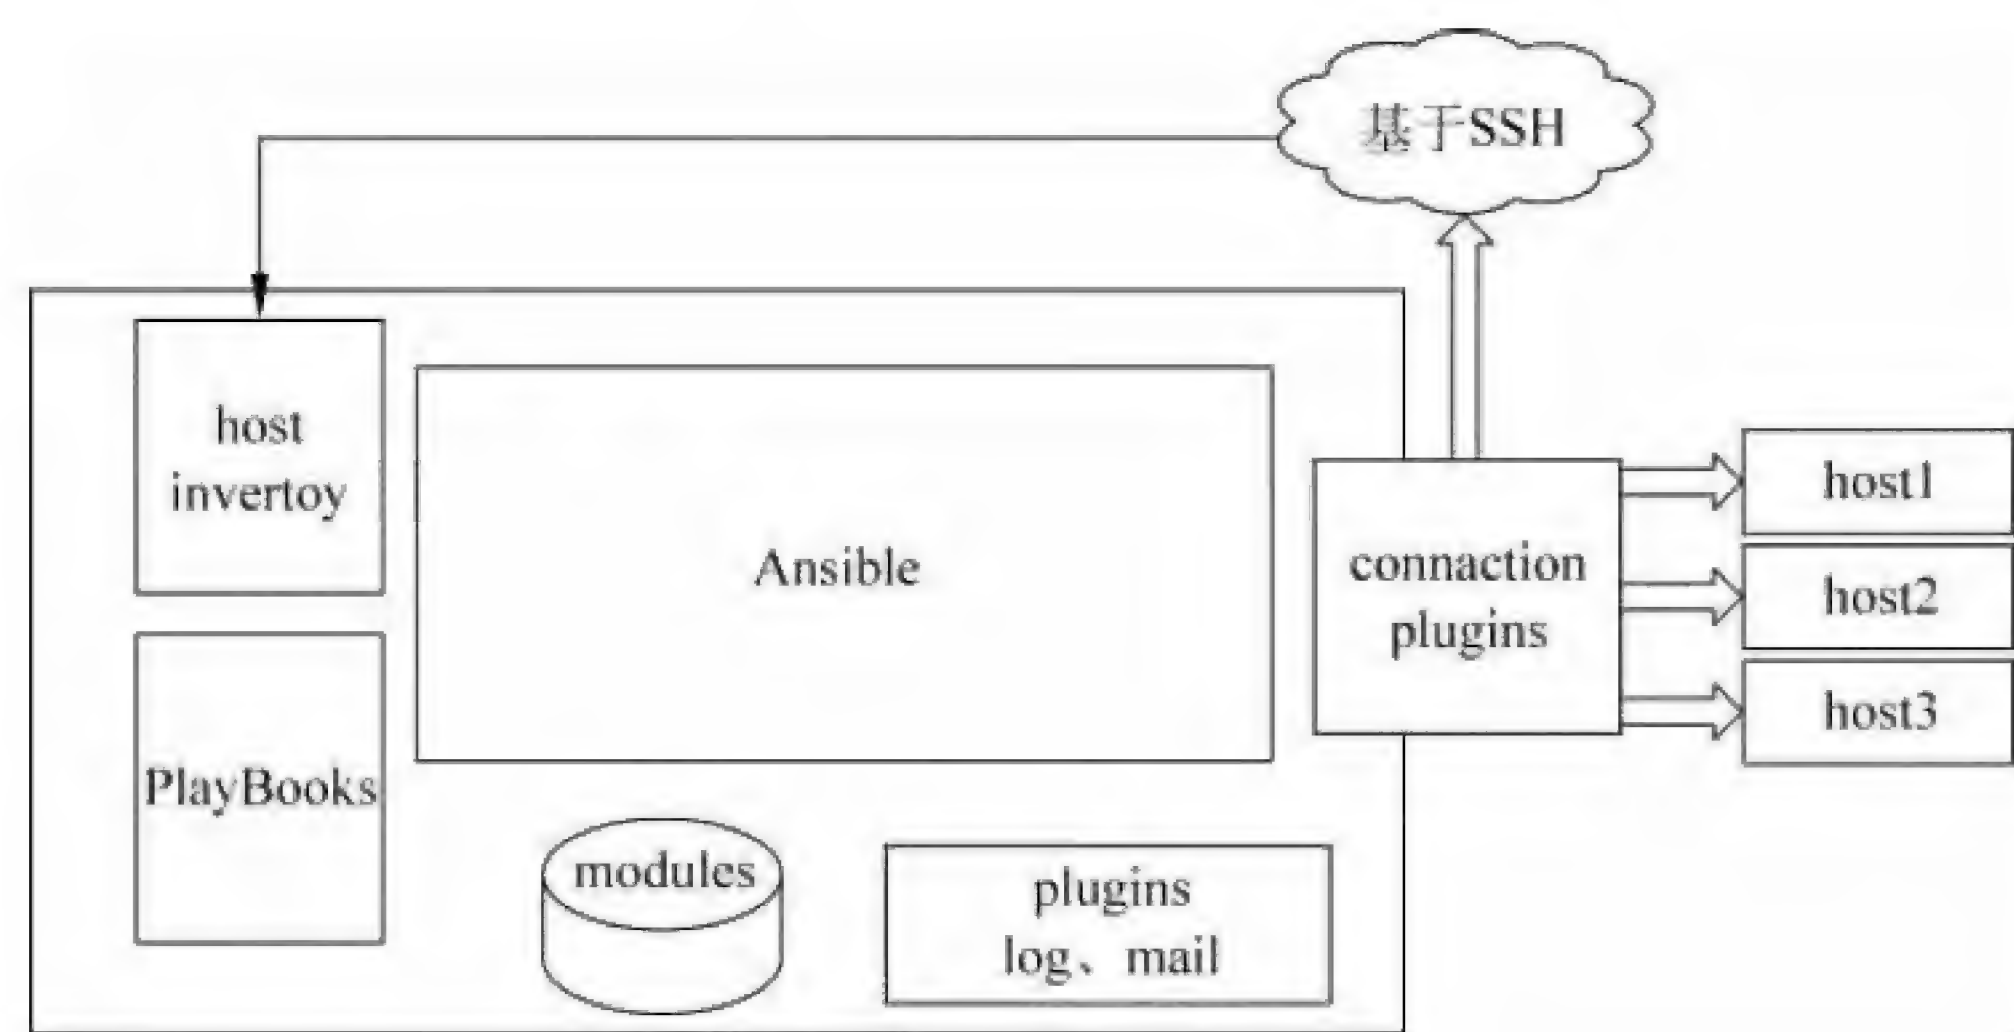 基于SSH
host
invertoy
Ansible
connaction
plugins
host1
host2
host3
PlayBooks
modules
plugins
log、mail